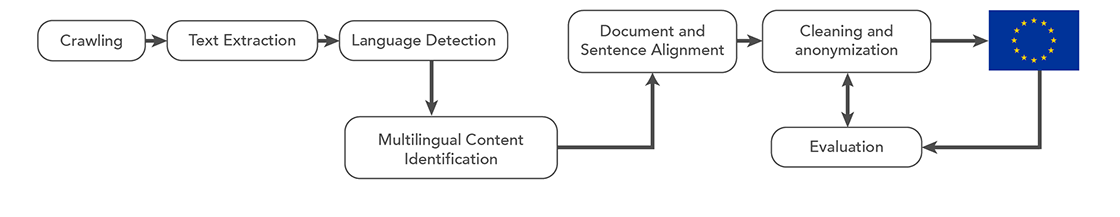 Crawling
Text Extraction
Language Detection
Multilingual Content
Identification
Document and
Sentence Alignment
Cleaning and
anonymization
Evaluation